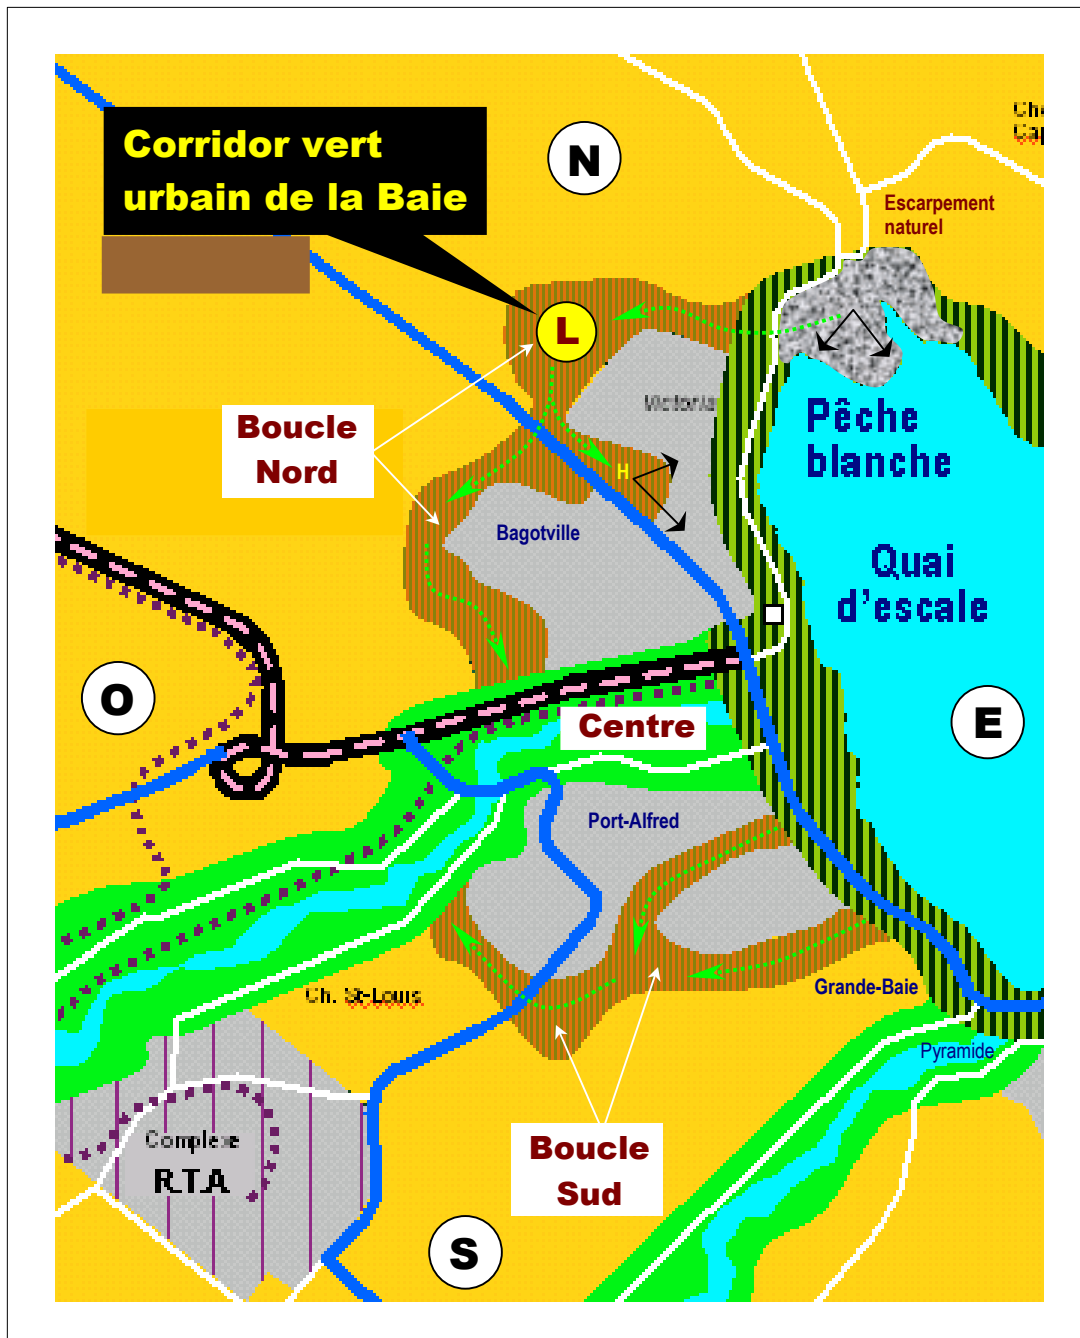 Corridor vert
urbain de la Baie
N
Escarpement
naturel
L
Boucle
Nord
Pêche
blanche
H
Bagotville
Quai
d'escale
O
E
Centre
Port-Alfred
Ch. St-Louis
Grande-Baie
Pyramide
Complexe
R.T.A
Boucle
Sud
S